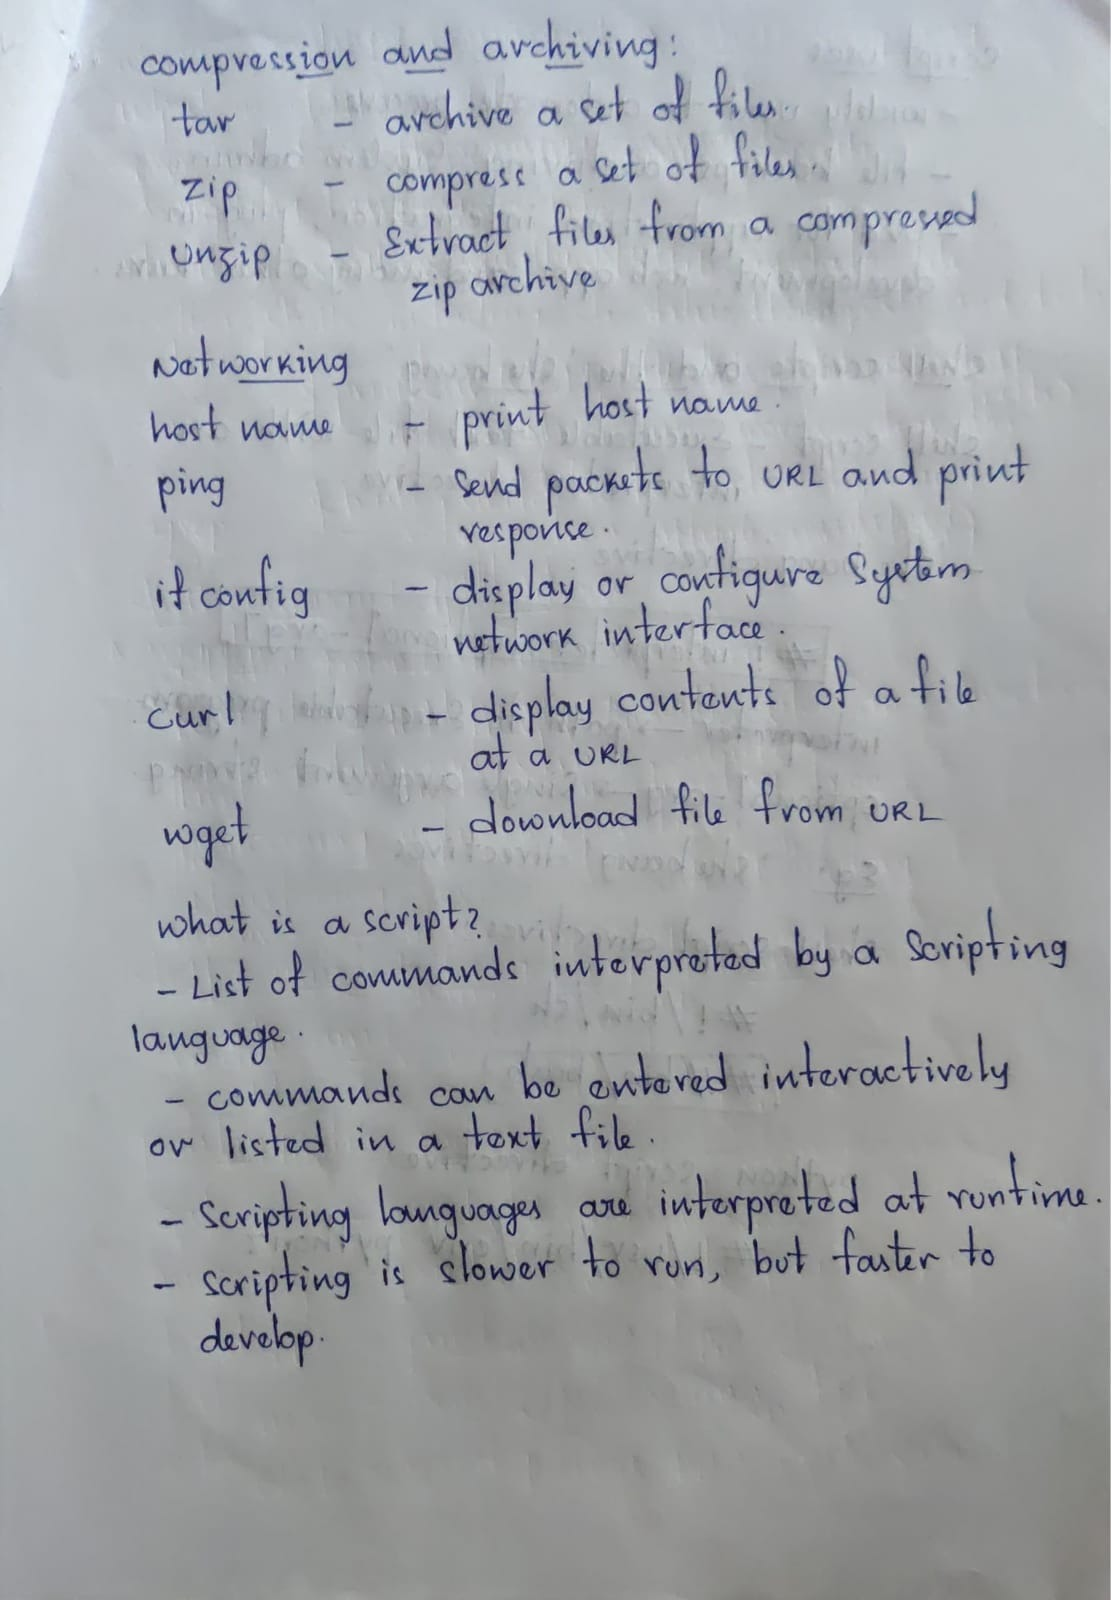 compression and archiving:
tar - archive a set of files.
zip - compress a set of files.
unzip - Extract files from a compressed
zip archive
Networking
host name - print host name.
ping - Send packets to URL and print
response.
if config - display or configure System
network interface.
curl - display contents of a file
at a URL
wget - download file from URL
what is a script?
- List of commands interpreted by a Scripting
language.
- commands can be entered interactively
or listed in a text file.
- Scripting languages are interpreted at runtime.
- scripting is slower to run, but faster to
develop.